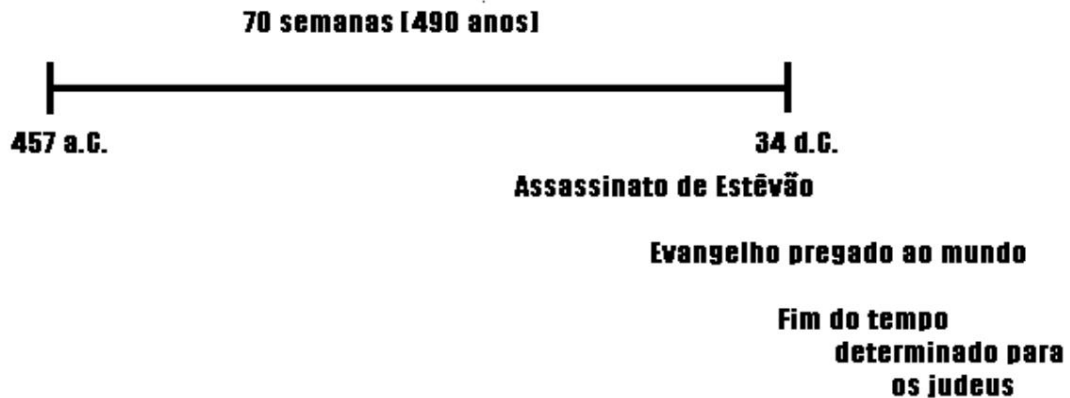 70 semanas [490 anos]
457 a.C.
34 d.C.
Assassinato de Estêvão
Evangelho pregado ao mundo
Fim do tempo
determinado para
os judeus